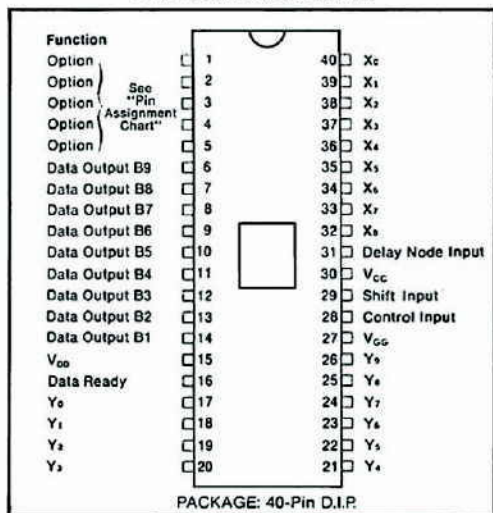 Function
Option 1 40 X₀
Option 2 39 X₁
Option 3 38 X₂
Option 4 37 X₃
Option 5 36 X₄
See
"Pin
Assignment
Chart"
Data Output B9 6 35 X₅
Data Output B8 7 34 X₆
Data Output B7 8 33 X₇
Data Output B6 9 32 X₈
Data Output B5 10 31 Delay Node Input
Data Output B4 11 30 V_CC
Data Output B3 12 29 Shift Input
Data Output B2 13 28 Control Input
Data Output B1 14 27 V_GG
V_DD 15 26 Y₉
Data Ready 16 25 Y₈
Y₀ 17 24 Y₇
Y₁ 18 23 Y₆
Y₂ 19 22 Y₅
Y₃ 20 21 Y₄
PACKAGE: 40-Pin D.I.P.